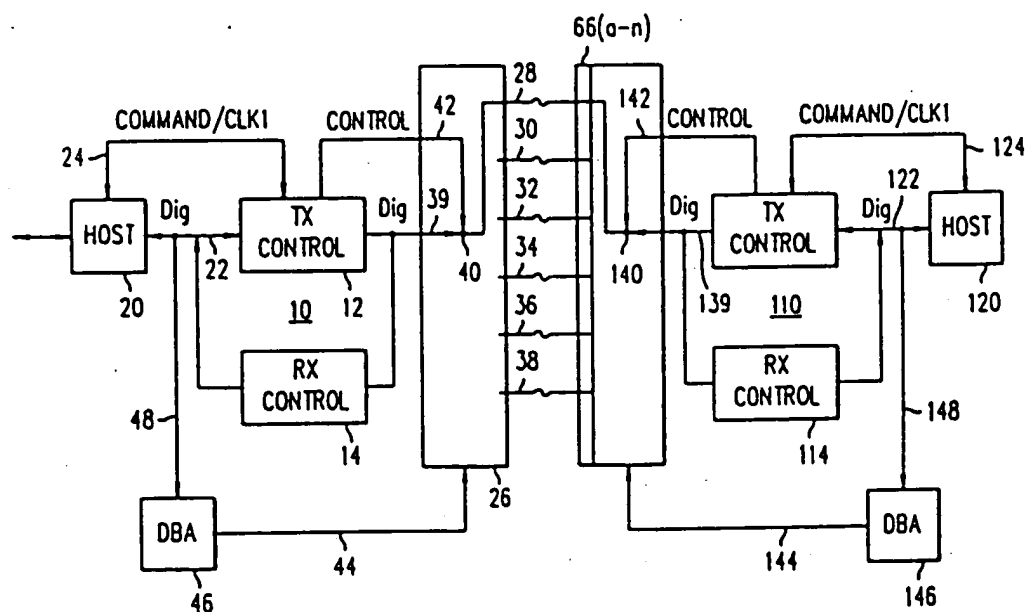 66(a-n)
28
COMMAND/CLK1
CONTROL
42
142
CONTROL
COMMAND/CLK1
24
30
124
Dig
Dig
39
32
Dig
Dig
122
HOST
TX
CONTROL
TX
CONTROL
HOST
22
40
34
140
139
20
10
12
36
110
120
RX
CONTROL
38
RX
CONTROL
48
14
26
114
148
DBA
DBA
44
144
46
146